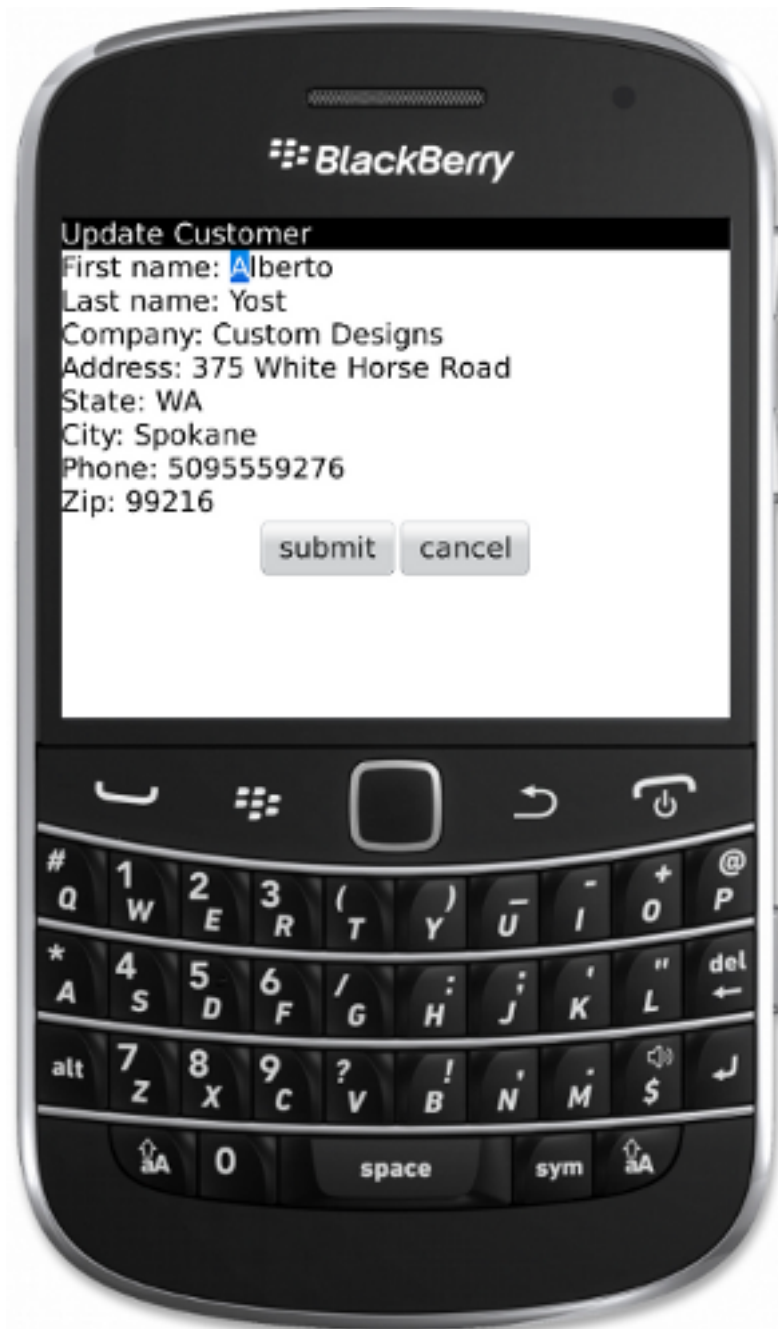 BlackBerry
Update Customer
First name: Alberto
Last name: Yost
Company: Custom Designs
Address: 375 White Horse Road
State: WA
City: Spokane
Phone: 5095559276
Zip: 99216
submit cancel
# 1 2 3 ( ) _ - + @
Q W E R T Y U I O P
* 4 5 6 / : ; ' " del
A S D F G H J K L
alt 7 8 9 ? ! , .
Z X C V B N M $
aA 0 space sym aA